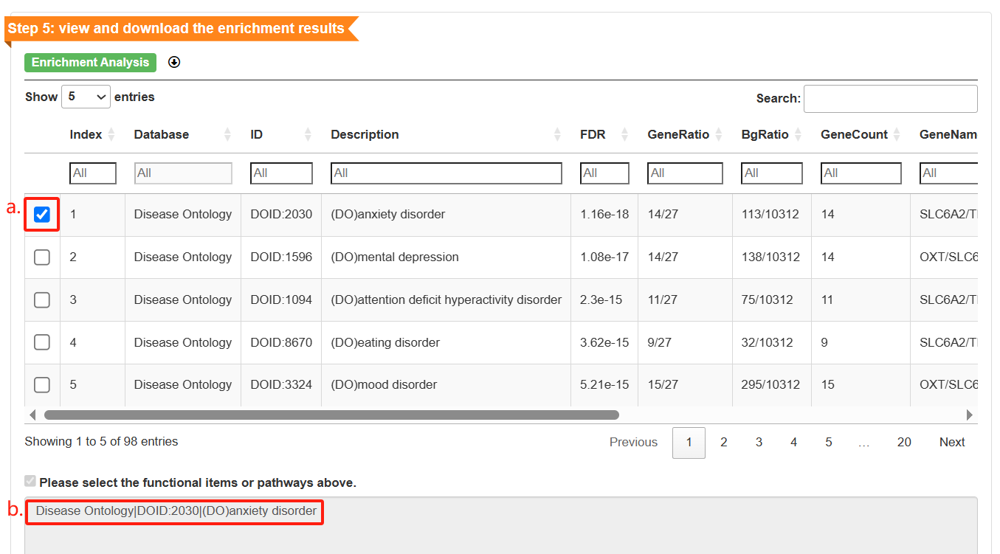 Step 5: view and download the enrichment results
Enrichment Analysis
Show 5 entries Search:
Index Database ID Description FDR GeneRatio BgRatio GeneCount GeneNam
All All All All All All All All All
a. 1 Disease Ontology DOID:2030 (DO)anxiety disorder 1.16e-18 14/27 113/10312 14 SLC6A2/T
2 Disease Ontology DOID:1596 (DO)mental depression 1.08e-17 14/27 138/10312 14 OXT/SLC6
3 Disease Ontology DOID:1094 (DO)attention deficit hyperactivity disorder 2.3e-15 11/27 75/10312 11 SLC6A2/T
4 Disease Ontology DOID:8670 (DO)eating disorder 3.62e-15 9/27 32/10312 9 SLC6A2/T
5 Disease Ontology DOID:3324 (DO)mood disorder 5.21e-15 15/27 295/10312 15 OXT/SLC6
Showing 1 to 5 of 98 entries Previous 1 2 3 4 5 … 20 Next
Please select the functional items or pathways above.
b. Disease Ontology|DOID:2030|(DO)anxiety disorder